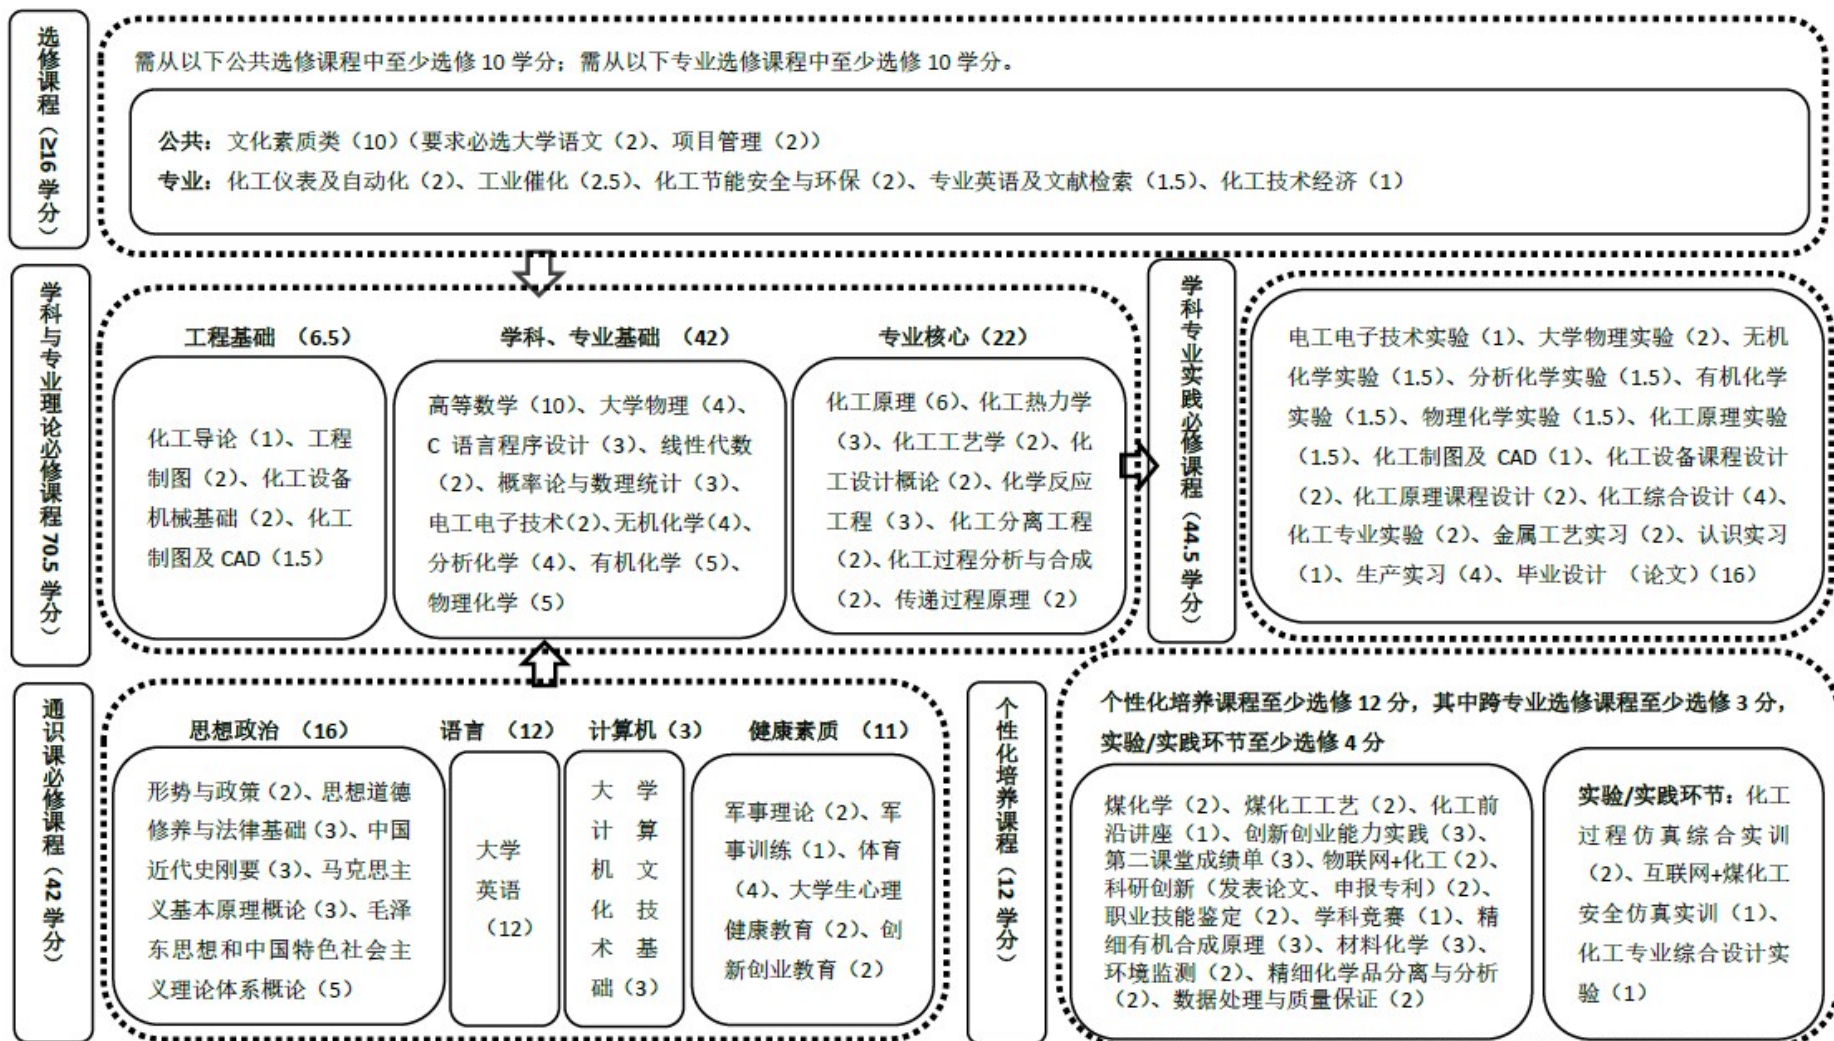 选修课程（≥16 学分）
需从以下公共选修课程中至少选修 10 学分；需从以下专业选修课程中至少选修 10 学分。
公共：文化素质类（10）（要求必选大学语文（2）、项目管理（2））
专业：化工仪表及自动化（2）、工业催化（2.5）、化工节能安全与环保（2）、专业英语及文献检索（1.5）、化工技术经济（1）
学科与专业理论必修课程 70.5 学分）
工程基础 （6.5）
化工导论（1）、工程
制图（2）、化工设备
机械基础（2）、化工
制图及 CAD（1.5）
学科、专业基础 （42）
高等数学（10）、大学物理（4）、
C 语言程序设计（3）、线性代数
（2）、概率论与数理统计（3）、
电工电子技术（2）、无机化学（4）、
分析化学（4）、有机化学（5）、
物理化学（5）
专业核心（22）
化工原理（6）、化工热力学
（3）、化工工艺学（2）、化
工设计概论（2）、化学反应
工程（3）、化工分离工程
（2）、化工过程分析与合成
（2）、传递过程原理（2）
学科专业实践必修课程（44.5 学分）
电工电子技术实验（1）、大学物理实验（2）、无机
化学实验（1.5）、分析化学实验（1.5）、有机化学
实验（1.5）、物理化学实验（1.5）、化工原理实验
（1.5）、化工制图及 CAD（1）、化工设备课程设计
（2）、化工原理课程设计（2）、化工综合设计（4）、
化工专业实验（2）、金属工艺实习（2）、认识实习
（1）、生产实习（4）、毕业设计 （论文）（16）
通识课必修课程（42 学分）
思想政治 （16）
形势与政策（2）、思想道德
修养与法律基础（3）、中国
近代史刚要（3）、马克思主
义基本原理概论（3）、毛泽
东思想和中国特色社会主
义理论体系概论（5）
语言 （12）
大学
英语
（12）
计算机（3）
大 学
计 算
机 文
化 技
术 基
础（3）
健康素质 （11）
军事理论（2）、军
事训练（1）、体育
（4）、大学生心理
健康教育（2）、创
新创业教育（2）
个性化培养课程（12 学分）
个性化培养课程至少选修 12 分，其中跨专业选修课程至少选修 3 分，
实验/实践环节至少选修 4 分
煤化学（2）、煤化工工艺（2）、化工前
沿讲座（1）、创新创业能力实践（3）、
第二课堂成绩单（3）、物联网+化工（2）、
科研创新（发表论文、申报专利）（2）、
职业技能鉴定（2）、学科竞赛（1）、精
细有机合成原理（3）、材料化学（3）、
环境监测（2）、精细化学品分离与分析
（2）、数据处理与质量保证（2）
实验/实践环节：化工
过程仿真综合实训
（2）、互联网+煤化工
安全仿真实训（1）、
化工专业综合设计实
验（1）